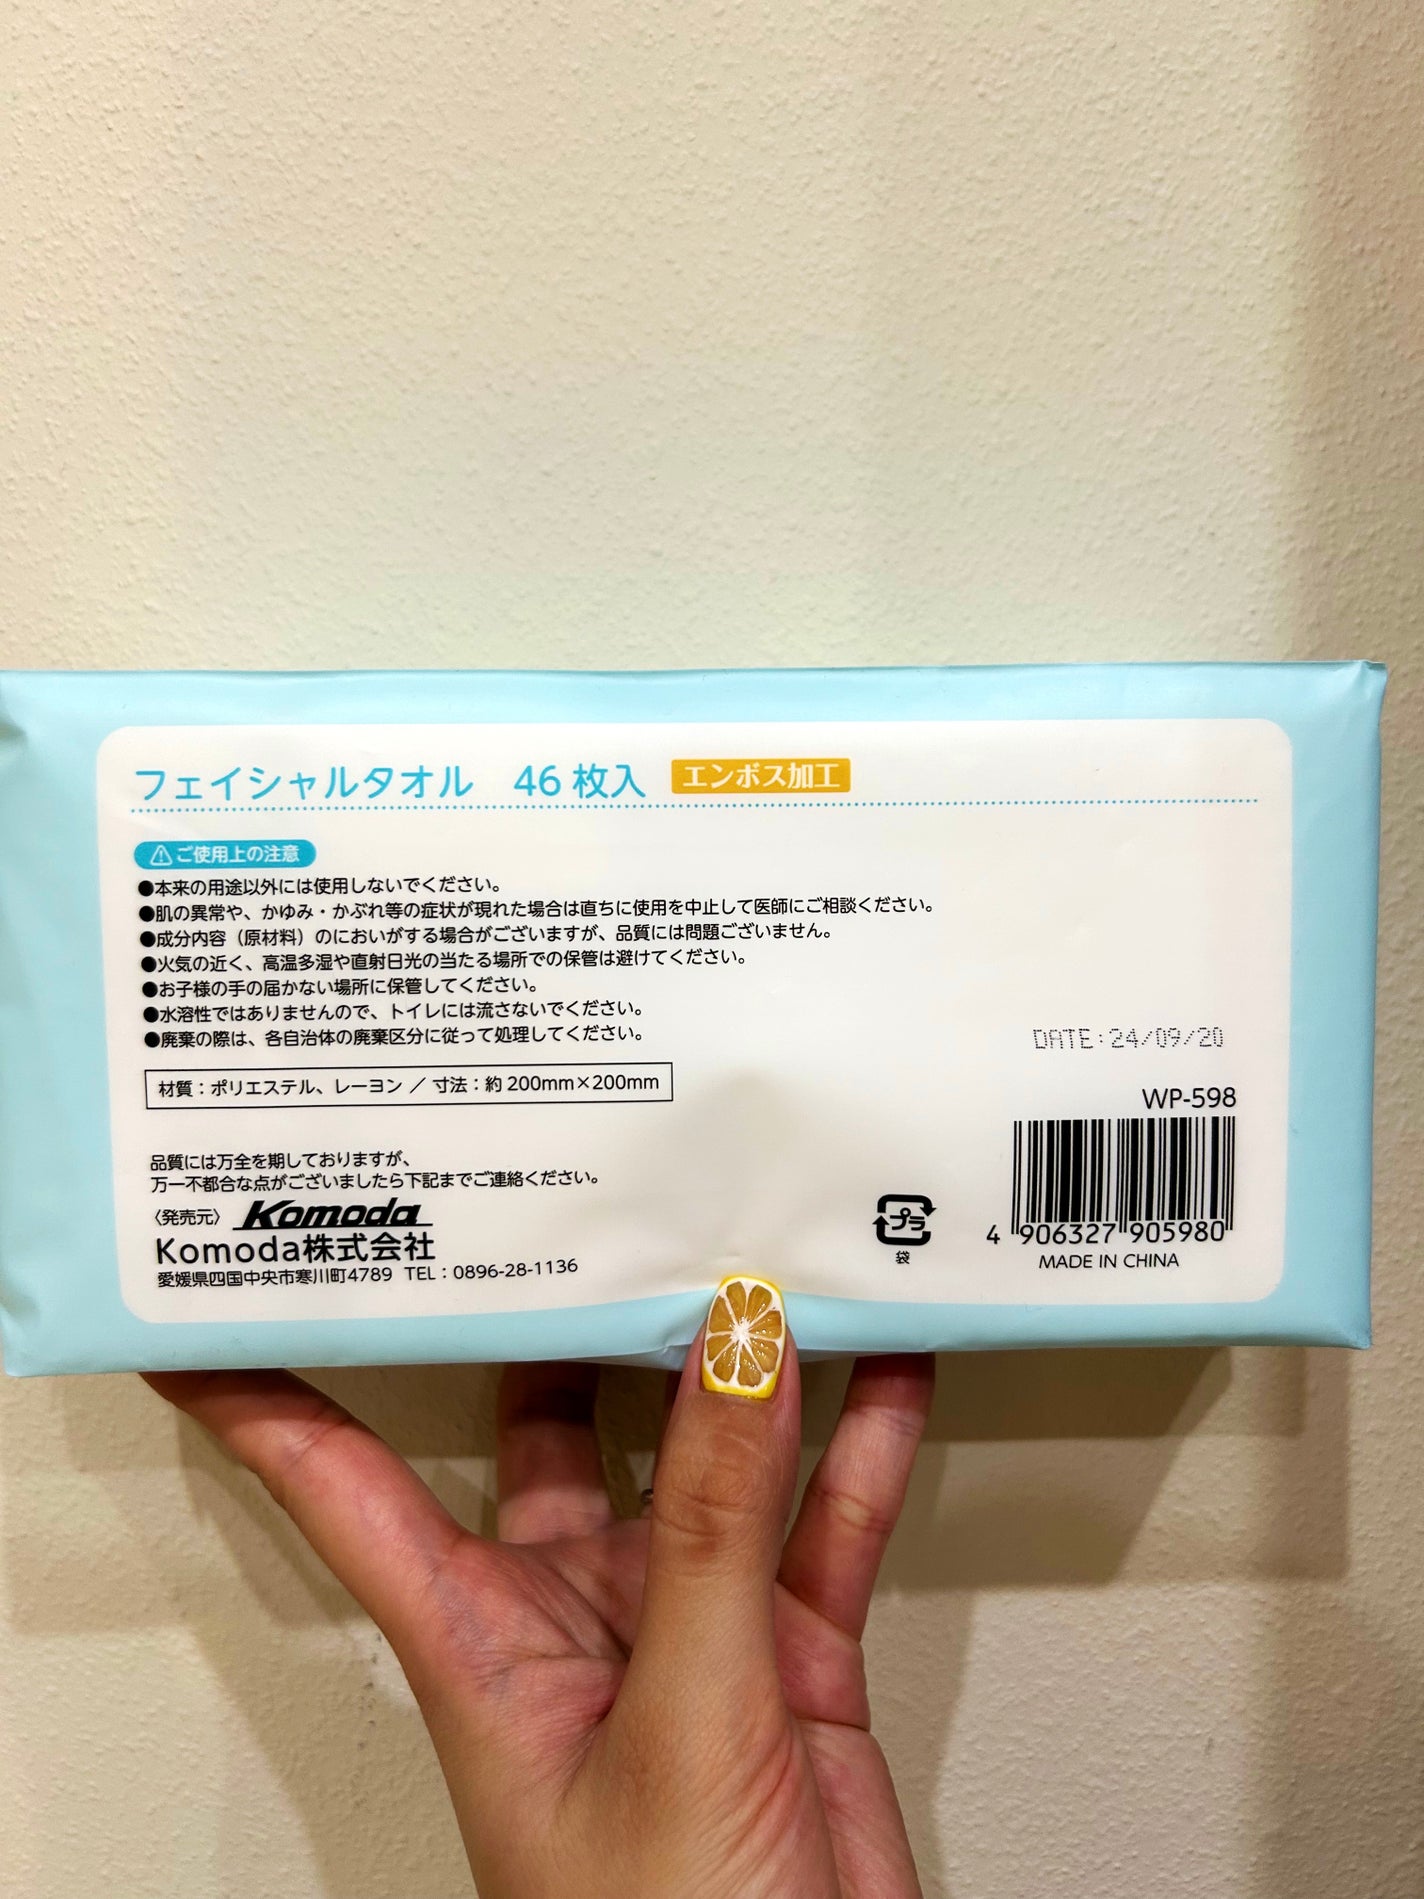 フェイシャルタオル 46枚入 エンボス加工
ご使用上の注意
●本来の用途以外には使用しないでください。
●肌の異常や、かゆみ・かぶれ等の症状が現れた場合は直ちに使用を中止して医師にご相談ください。
●成分内容（原材料）のにおいがする場合がございますが、品質には問題ございません。
●火気の近く、高温多湿や直射日光の当たる場所での保管は避けてください。
●お子様の手の届かない場所に保管してください。
●水溶性ではありませんので、トイレには流さないでください。
●廃棄の際は、各自治体の廃棄区分に従って処理してください。
材質：ポリエステル、レーヨン ／ 寸法：約 200mm×200mm
品質には万全を期しておりますが、
万一不都合な点がございましたら下記までご連絡ください。
〈発売元〉 Komoda
Komoda株式会社
愛媛県四国中央市寒川町4789 TEL：0896-28-1136
プラ
袋
DATE:24/09/20
WP-598
4 906327 905980
MADE IN CHINA